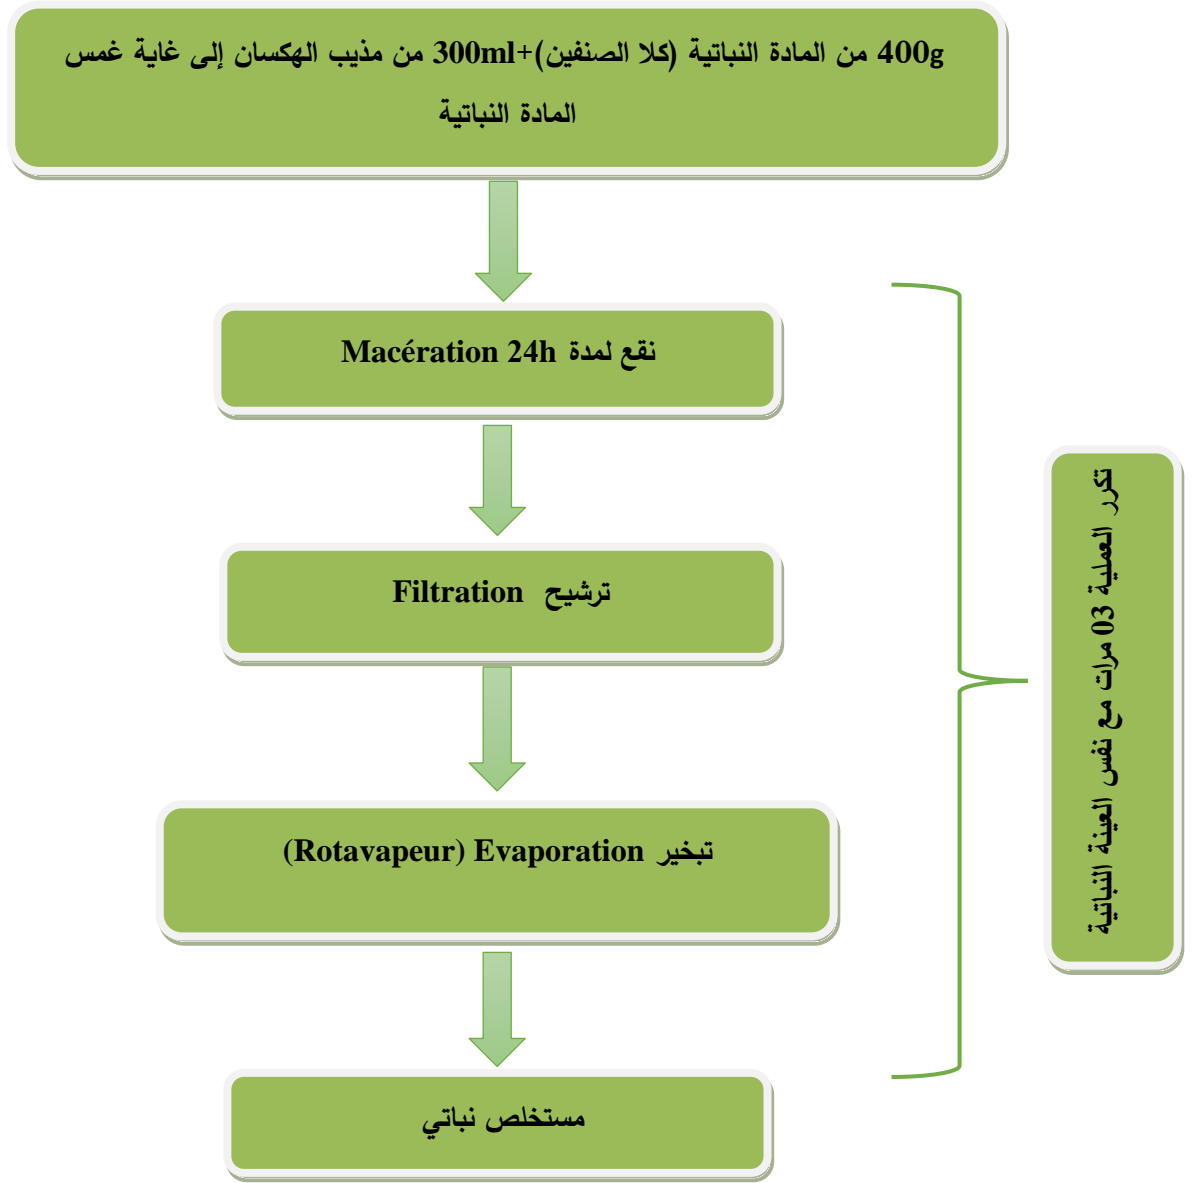 400g من المادة النباتية (كلا الصنفين)+300ml من مذيب الهكسان إلى غاية غمس
المادة النباتية
نقع لمدة Macération 24h
ترشيح Filtration
تبخير Evaporation (Rotavapeur)
مستخلص نباتي
تكرر العملية 03 مرات مع نفس العينة النباتية